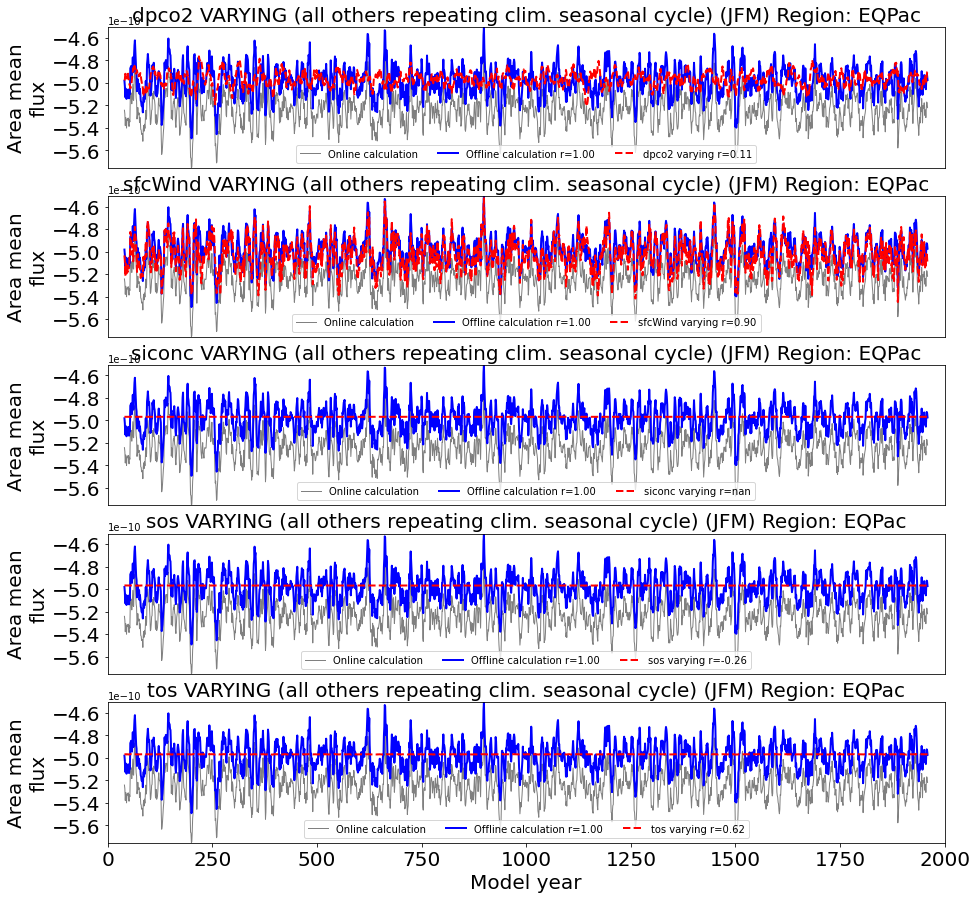 1e−10
dpco2 VARYING (all others repeating clim. seasonal cycle) (JFM) Region: EQPac
Area mean
flux
−4.6
−4.8
−5.0
−5.2
−5.4
−5.6
Online calculation
Offline calculation r=1.00
dpco2 varying r=0.11
1e−10
sfcWind VARYING (all others repeating clim. seasonal cycle) (JFM) Region: EQPac
Area mean
flux
−4.6
−4.8
−5.0
−5.2
−5.4
−5.6
Online calculation
Offline calculation r=1.00
sfcWind varying r=0.90
1e−10
siconc VARYING (all others repeating clim. seasonal cycle) (JFM) Region: EQPac
Area mean
flux
−4.6
−4.8
−5.0
−5.2
−5.4
−5.6
Online calculation
Offline calculation r=1.00
siconc varying r=nan
1e−10
sos VARYING (all others repeating clim. seasonal cycle) (JFM) Region: EQPac
Area mean
flux
−4.6
−4.8
−5.0
−5.2
−5.4
−5.6
Online calculation
Offline calculation r=1.00
sos varying r=-0.26
1e−10
tos VARYING (all others repeating clim. seasonal cycle) (JFM) Region: EQPac
Area mean
flux
−4.6
−4.8
−5.0
−5.2
−5.4
−5.6
Online calculation
Offline calculation r=1.00
tos varying r=0.62
0
250
500
750
1000
1250
1500
1750
2000
Model year